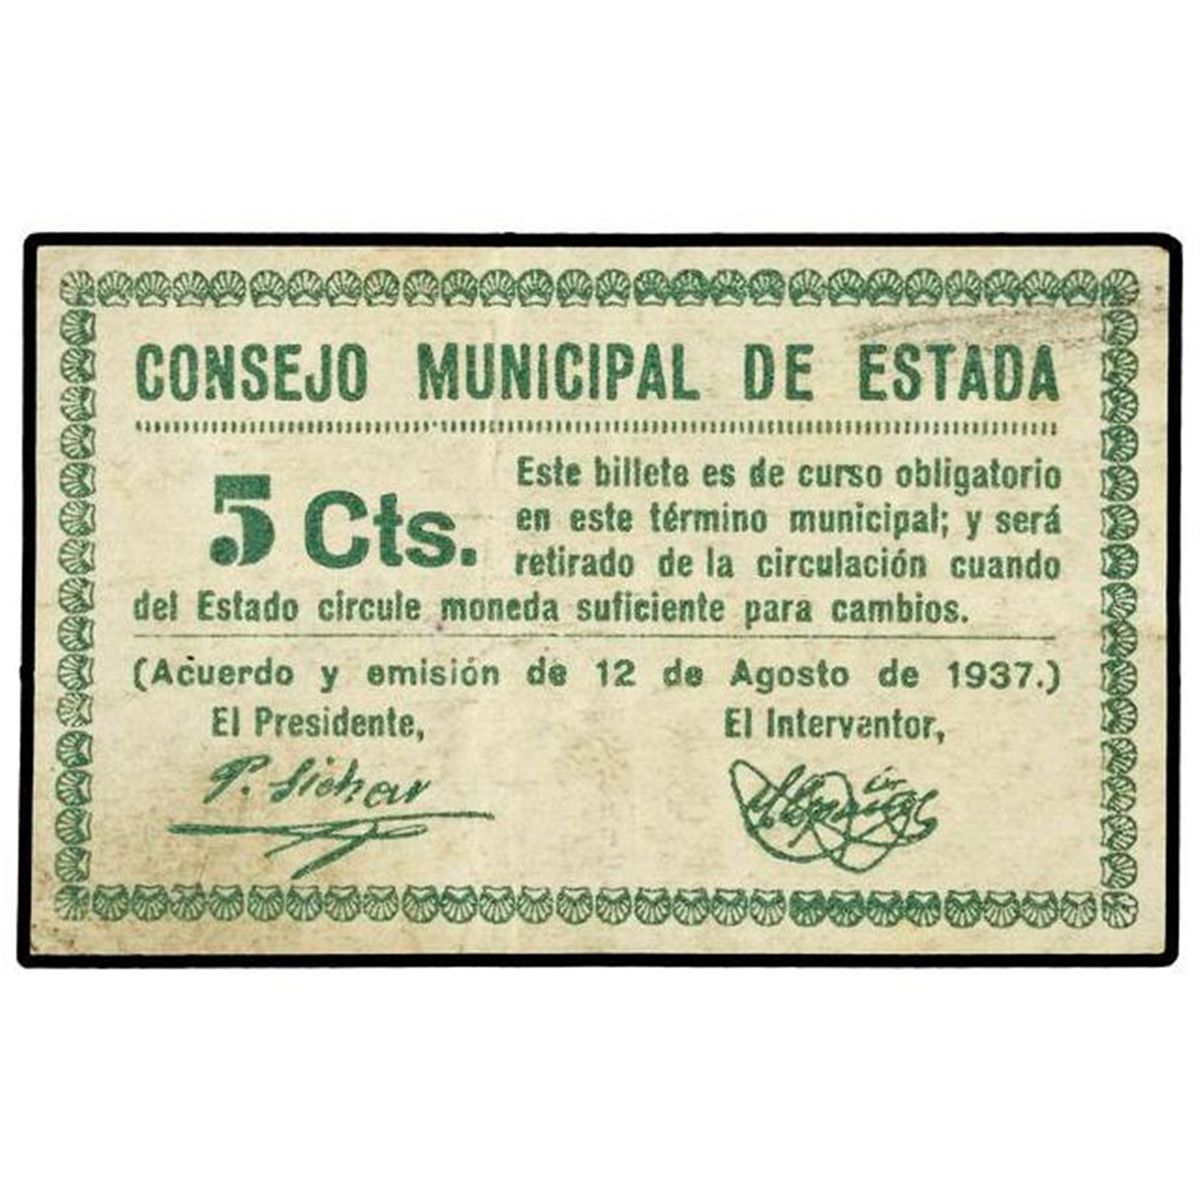 CONSEJO MUNICIPAL DE ESTADA
5 Cts.
Este billete es de curso obligatorio
en este término municipal; y será
retirado de la circulación cuando
del Estado circule moneda suficiente para cambios.
(Acuerdo y emisión de 12 de Agosto de 1937.)
El Presidente,
El Interventor,
P. Sichar